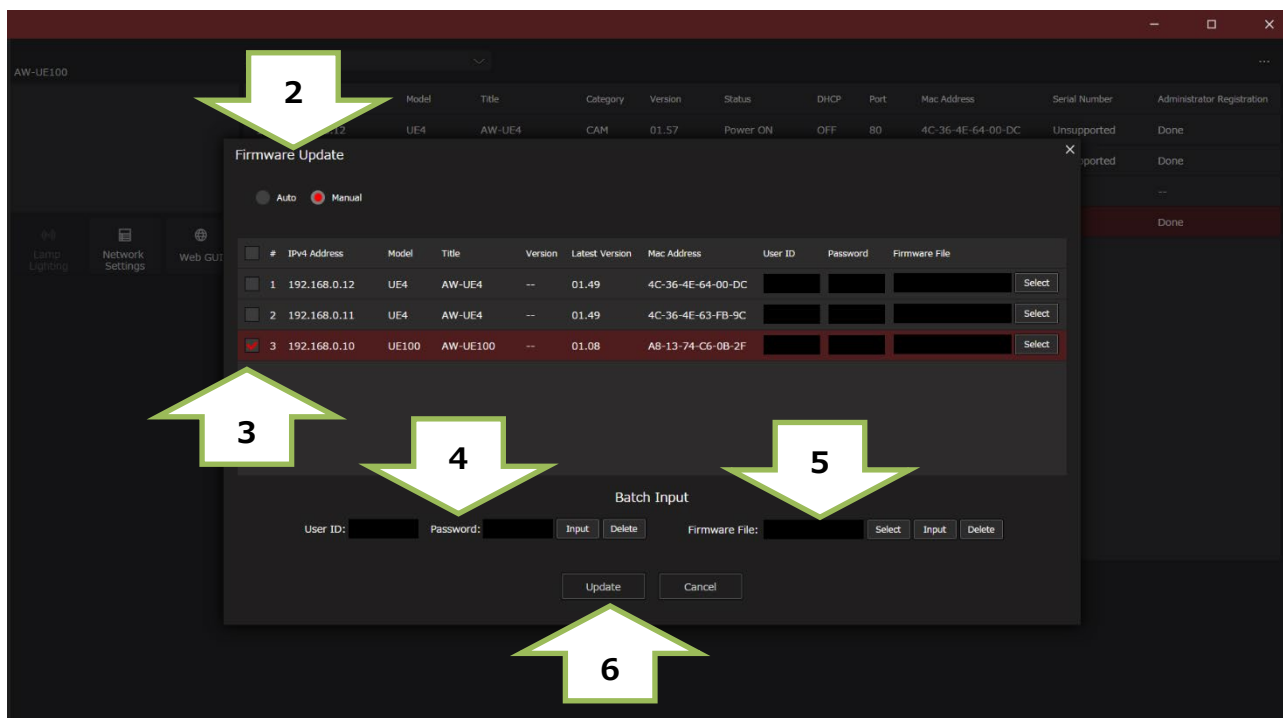 AW-UE100
...
2
Model Title Category Version Status DHCP Port Mac Address Serial Number Administrator Registration
.12 UE4 AW-UE4 CAM 01.57 Power ON OFF 80 4C-36-4E-64-00-DC Unsupported Done
Firmware Update
pported Done
Auto Manual
--
Done
Lamp Lighting
Network Settings
Web GUI
# IPv4 Address Model Title Version Latest Version Mac Address User ID Password Firmware File
1 192.168.0.12 UE4 AW-UE4 -- 01.49 4C-36-4E-64-00-DC Select
2 192.168.0.11 UE4 AW-UE4 -- 01.49 4C-36-4E-63-FB-9C Select
3 192.168.0.10 UE100 AW-UE100 -- 01.08 A8-13-74-C6-0B-2F Select
3
4
5
Batch Input
User ID: Password: Input Delete Firmware File: Select Input Delete
Update Cancel
6